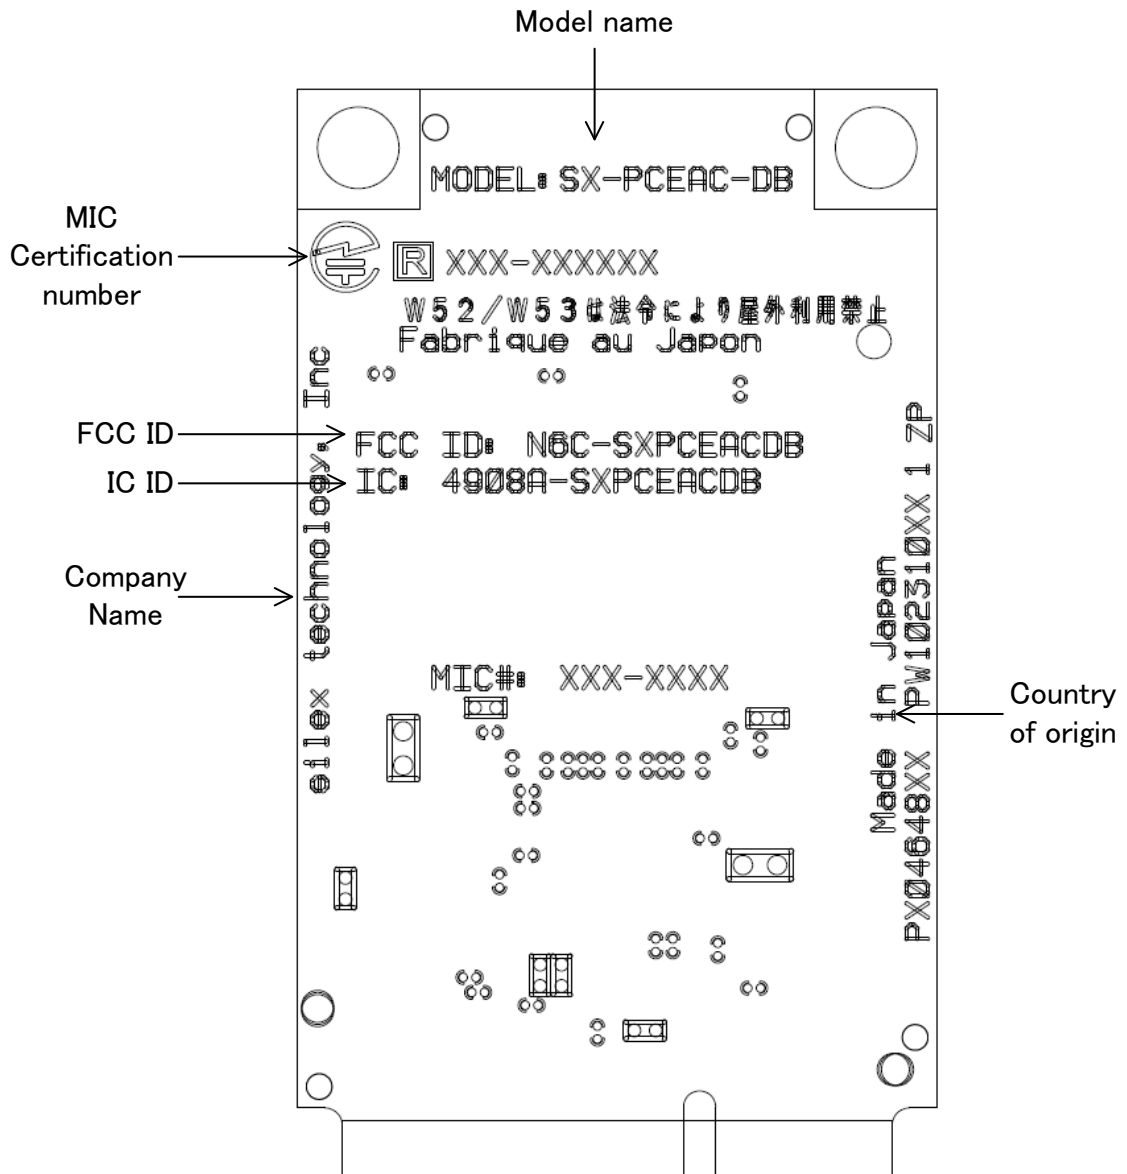 Model name
MODEL: SX-PCEAC-DB
MIC
Certification
number
R XXX-XXXXXX
W52/W53は法令により屋外利用禁止
Fabrique au Japon
FCC ID
FCC ID: N6C-SXPCEACDB
IC ID
IC: 4908A-SXPCEACDB
Company
Name
silex technology, Inc
MIC#: XXX-XXXX
Made in Japan
PX04648XX PW102310XX 1 ZP
Country
of origin